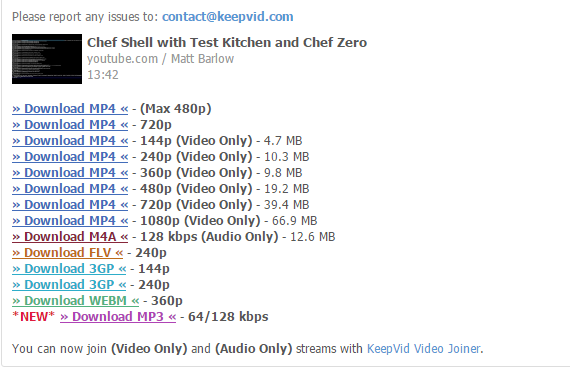 Please report any issues to: contact@keepvid.com
Chef Shell with Test Kitchen and Chef Zero
youtube.com / Matt Barlow
13:42
» Download MP4 « - (Max 480p)
» Download MP4 « - 720p
» Download MP4 « - 144p (Video Only) - 4.7 MB
» Download MP4 « - 240p (Video Only) - 10.3 MB
» Download MP4 « - 360p (Video Only) - 9.8 MB
» Download MP4 « - 480p (Video Only) - 19.2 MB
» Download MP4 « - 720p (Video Only) - 39.4 MB
» Download MP4 « - 1080p (Video Only) - 66.9 MB
» Download M4A « - 128 kbps (Audio Only) - 12.6 MB
» Download FLV « - 240p
» Download 3GP « - 144p
» Download 3GP « - 240p
» Download WEBM « - 360p
*NEW* » Download MP3 « - 64/128 kbps
You can now join (Video Only) and (Audio Only) streams with KeepVid Video Joiner.